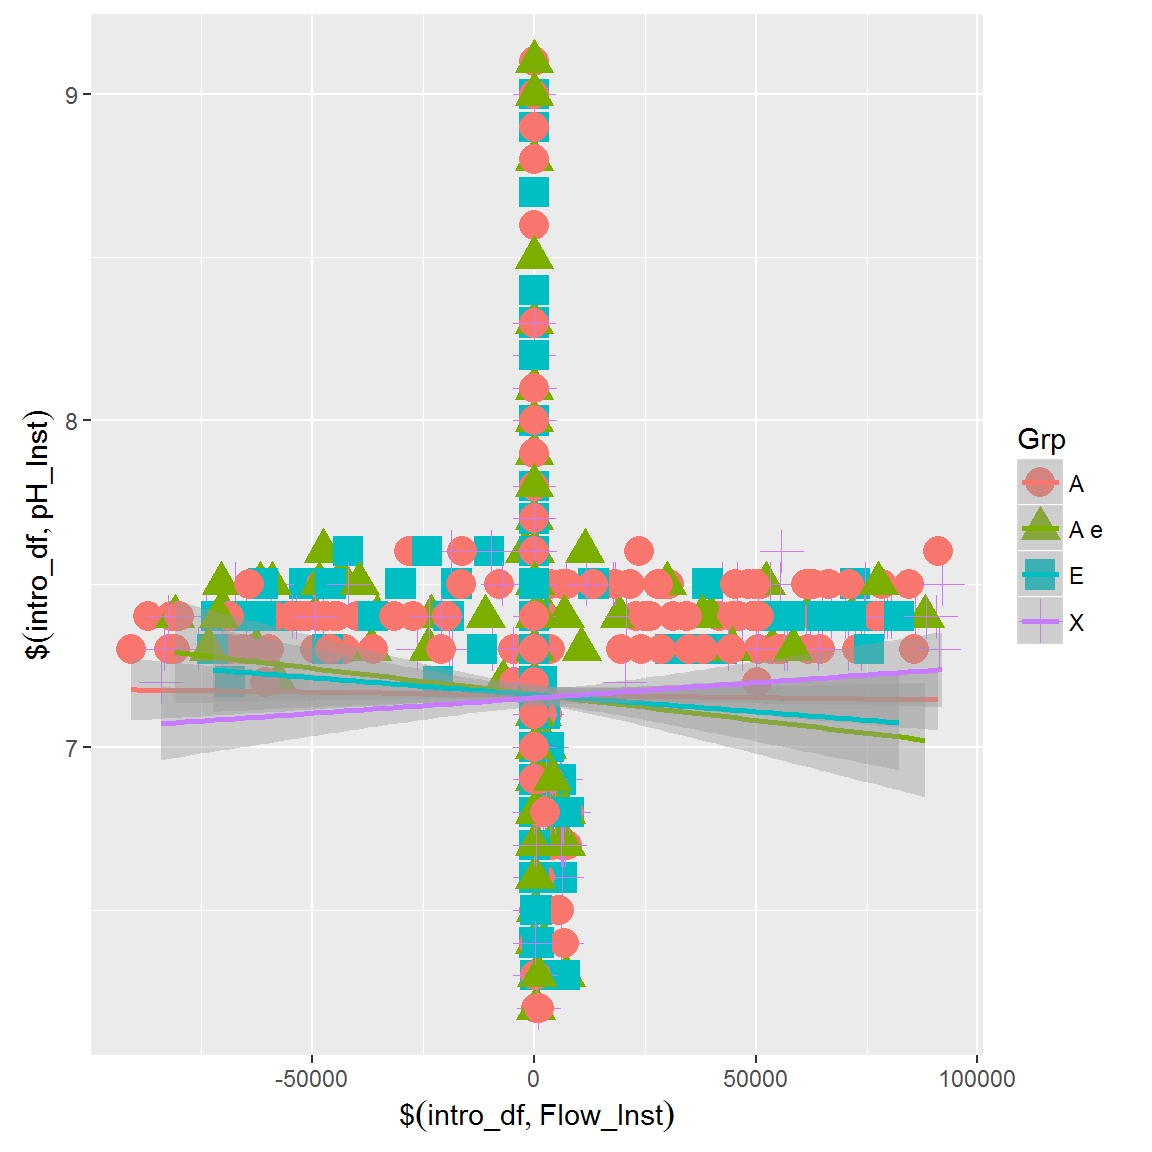 9
8
7
$(intro_df, pH_Inst)
-50000
0
50000
100000
$(intro_df, Flow_Inst)
Grp
A
A e
E
X